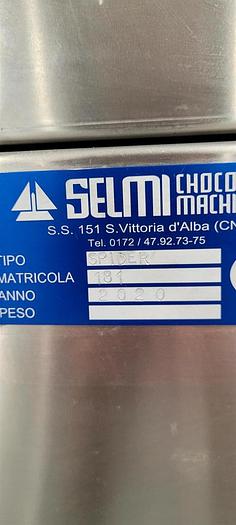 SELMI CHOCO
MACHI
S.S. 151 S.Vittoria d'Alba (CN
Tel. 0172 / 47.92.73-75
TIPO SPIDER
MATRICOLA 181
ANNO 2020
PESO